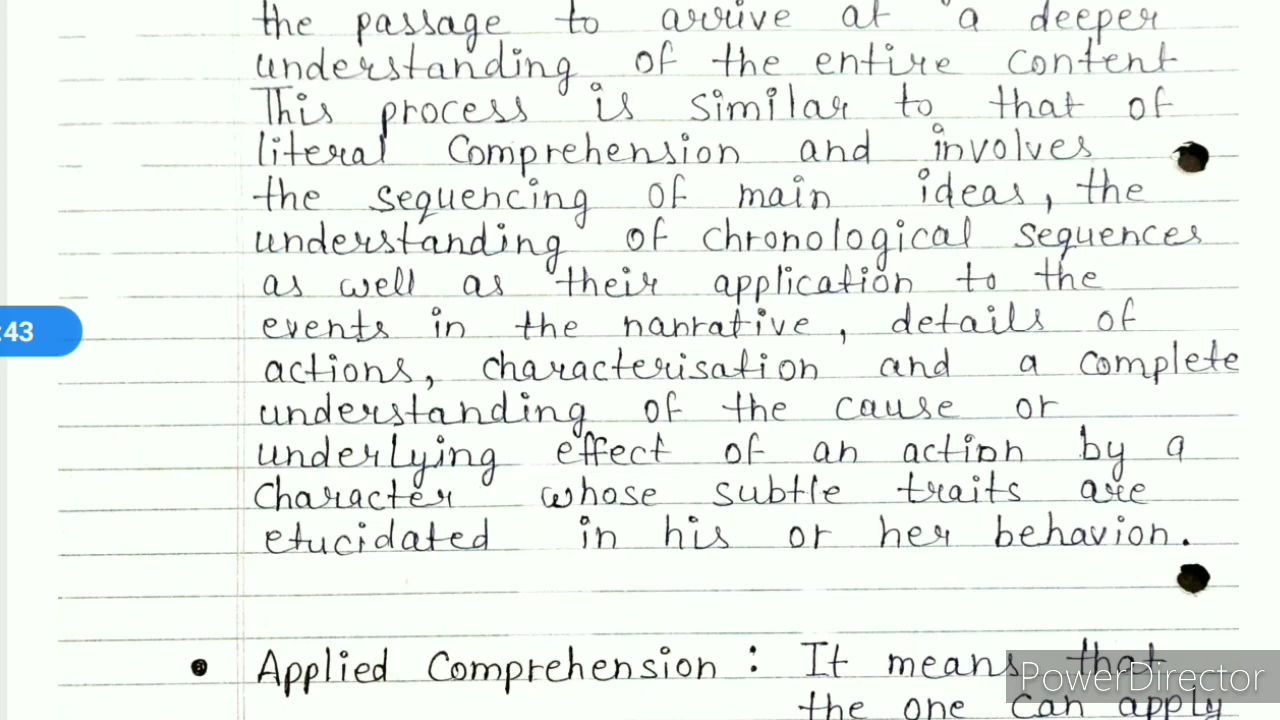 the passage to arrive at a deeper
understanding of the entire content
This process is similar to that of
literal Comprehension and involves
the sequencing of main ideas, the
understanding of chronological sequences
as well as their application to the
:43
events in the narrative, details of
actions, characterisation and a complete
understanding of the cause or
underlying effect of an action by a
character whose subtle traits are
etucidated in his or her behavion.
• Applied Comprehension : It means that
PowerDirector
the one can apply